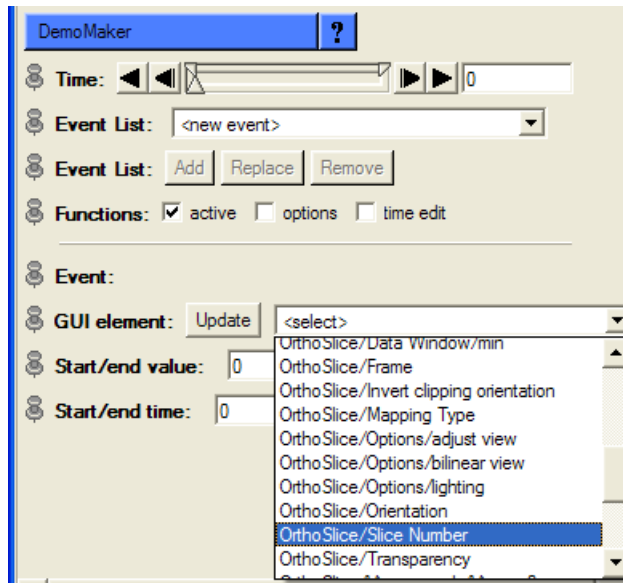 DemoMaker ?
Time: 0
Event List: <new event>
Event List: Add Replace Remove
Functions: active options time edit
Event:
GUI element: Update <select>
OrthoSlice/Data Window/min
Start/end value: 0
OrthoSlice/Frame
OrthoSlice/Invert clipping orientation
Start/end time: 0
OrthoSlice/Mapping Type
OrthoSlice/Options/adjust view
OrthoSlice/Options/bilinear view
OrthoSlice/Options/lighting
OrthoSlice/Orientation
OrthoSlice/Slice Number
OrthoSlice/Transparency